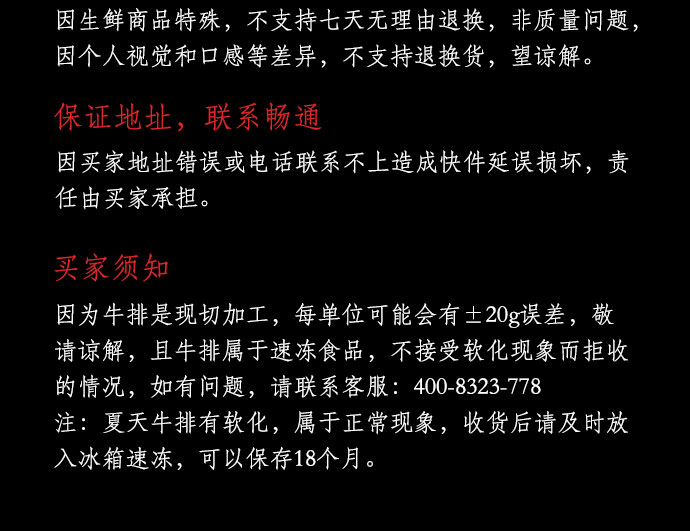 因生鲜商品特殊，不支持七天无理由退换，非质量问题，
因个人视觉和口感等差异，不支持退换货，望谅解。
保证地址，联系畅通
因买家地址错误或电话联系不上造成快件延误损坏，责
任由买家承担。
买家须知
因为牛排是现切加工，每单位可能会有±20g误差，敬
请谅解，且牛排属于速冻食品，不接受软化现象而拒收
的情况，如有问题，请联系客服：400-8323-778
注：夏天牛排有软化，属于正常现象，收货后请及时放
入冰箱速冻，可以保存18个月。